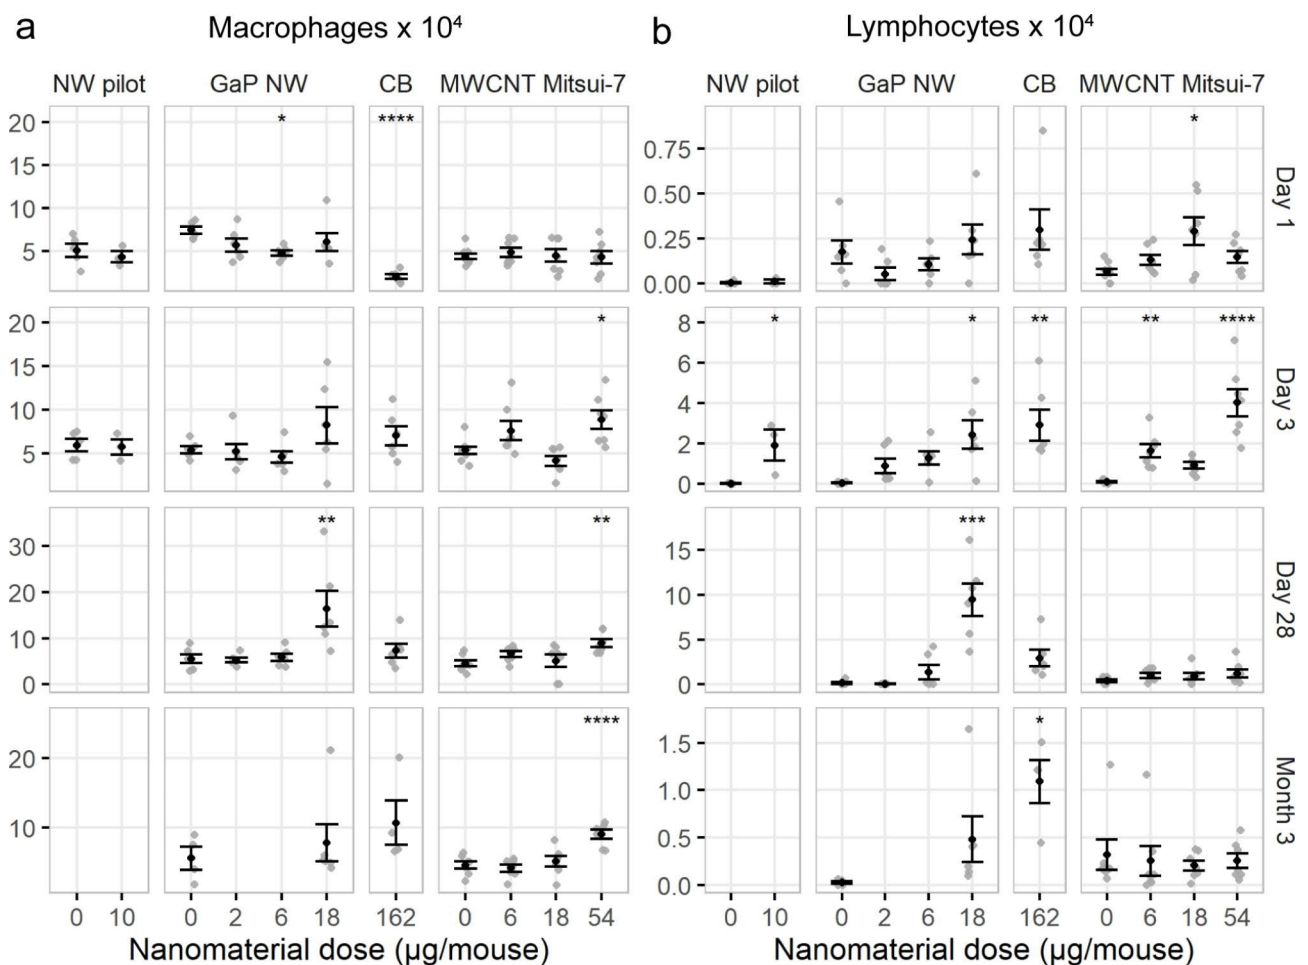 a Macrophages x 10⁴ b Lymphocytes x 10⁴
NW pilot GaP NW CB MWCNT Mitsui-7 NW pilot GaP NW CB MWCNT Mitsui-7
20 * **** 0.75 * Day 1
15 0.50
10 0.25
5 0.00
20 * 8 * * ** ** **** Day 3
15 6
10 4
5 2
0
30 ** ** 15 *** Day 28
20 10
10 5
0 0
20 **** 1.5 * Month 3
10 1.0
0.5
0.0
0 10 0 2 6 18 162 0 6 18 54 0 10 0 2 6 18 162 0 6 18 54
Nanomaterial dose (µg/mouse) Nanomaterial dose (µg/mouse)